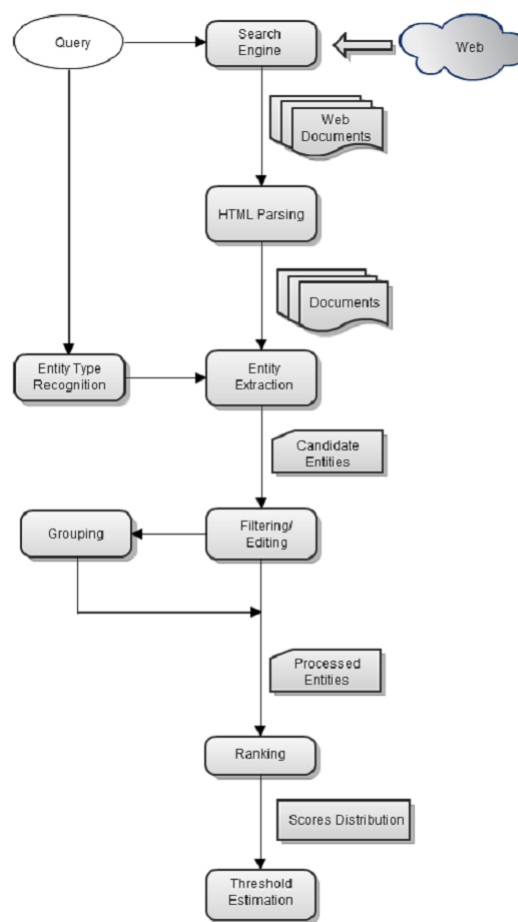 Query
Search
Engine
Web
Web
Documents
HTML Parsing
Documents
Entity Type
Recognition
Entity
Extraction
Candidate
Entities
Grouping
Filtering/
Editing
Processed
Entities
Ranking
Scores Distribution
Threshold
Estimation